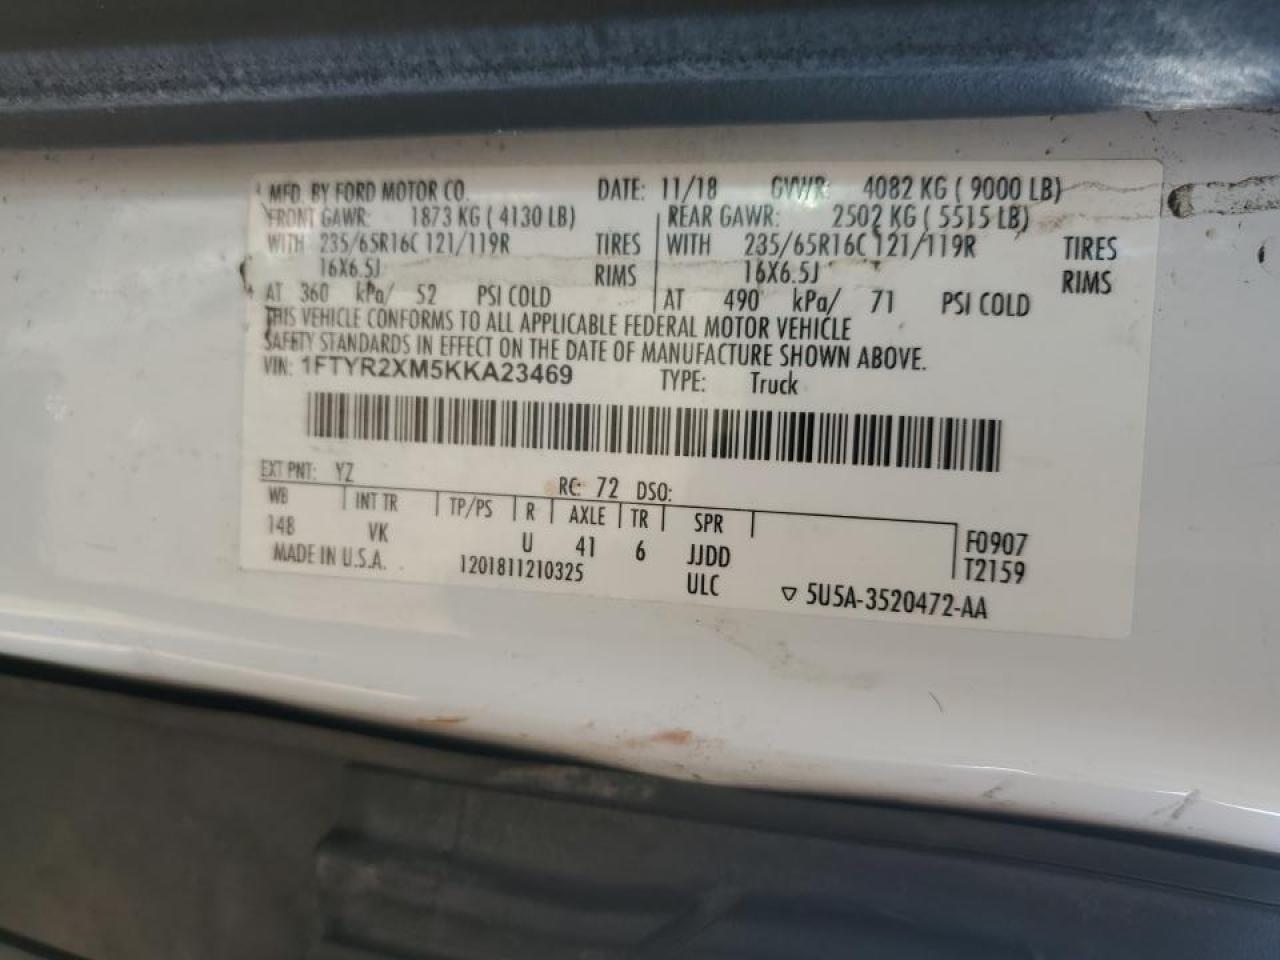 MFD. BY FORD MOTOR CO. DATE: 11/18 GVWR: 4082 KG ( 9000 LB)
FRONT GAWR: 1873 KG ( 4130 LB) REAR GAWR: 2502 KG ( 5515 LB)
WITH 235/65R16C 121/119R TIRES WITH 235/65R16C 121/119R TIRES
16X6.5J RIMS 16X6.5J RIMS
AT 360 kPa/ 52 PSI COLD AT 490 kPa/ 71 PSI COLD
THIS VEHICLE CONFORMS TO ALL APPLICABLE FEDERAL MOTOR VEHICLE
SAFETY STANDARDS IN EFFECT ON THE DATE OF MANUFACTURE SHOWN ABOVE.
VIN: 1FTYR2XM5KKA23469 TYPE: Truck
EXT PNT: YZ RC: 72 DSO:
WB INT TR TP/PS R AXLE TR SPR
148 VK U 41 6 JJDD F0907
MADE IN U.S.A. 1201811210325 ULC T2159
▽ 5U5A-3520472-AA